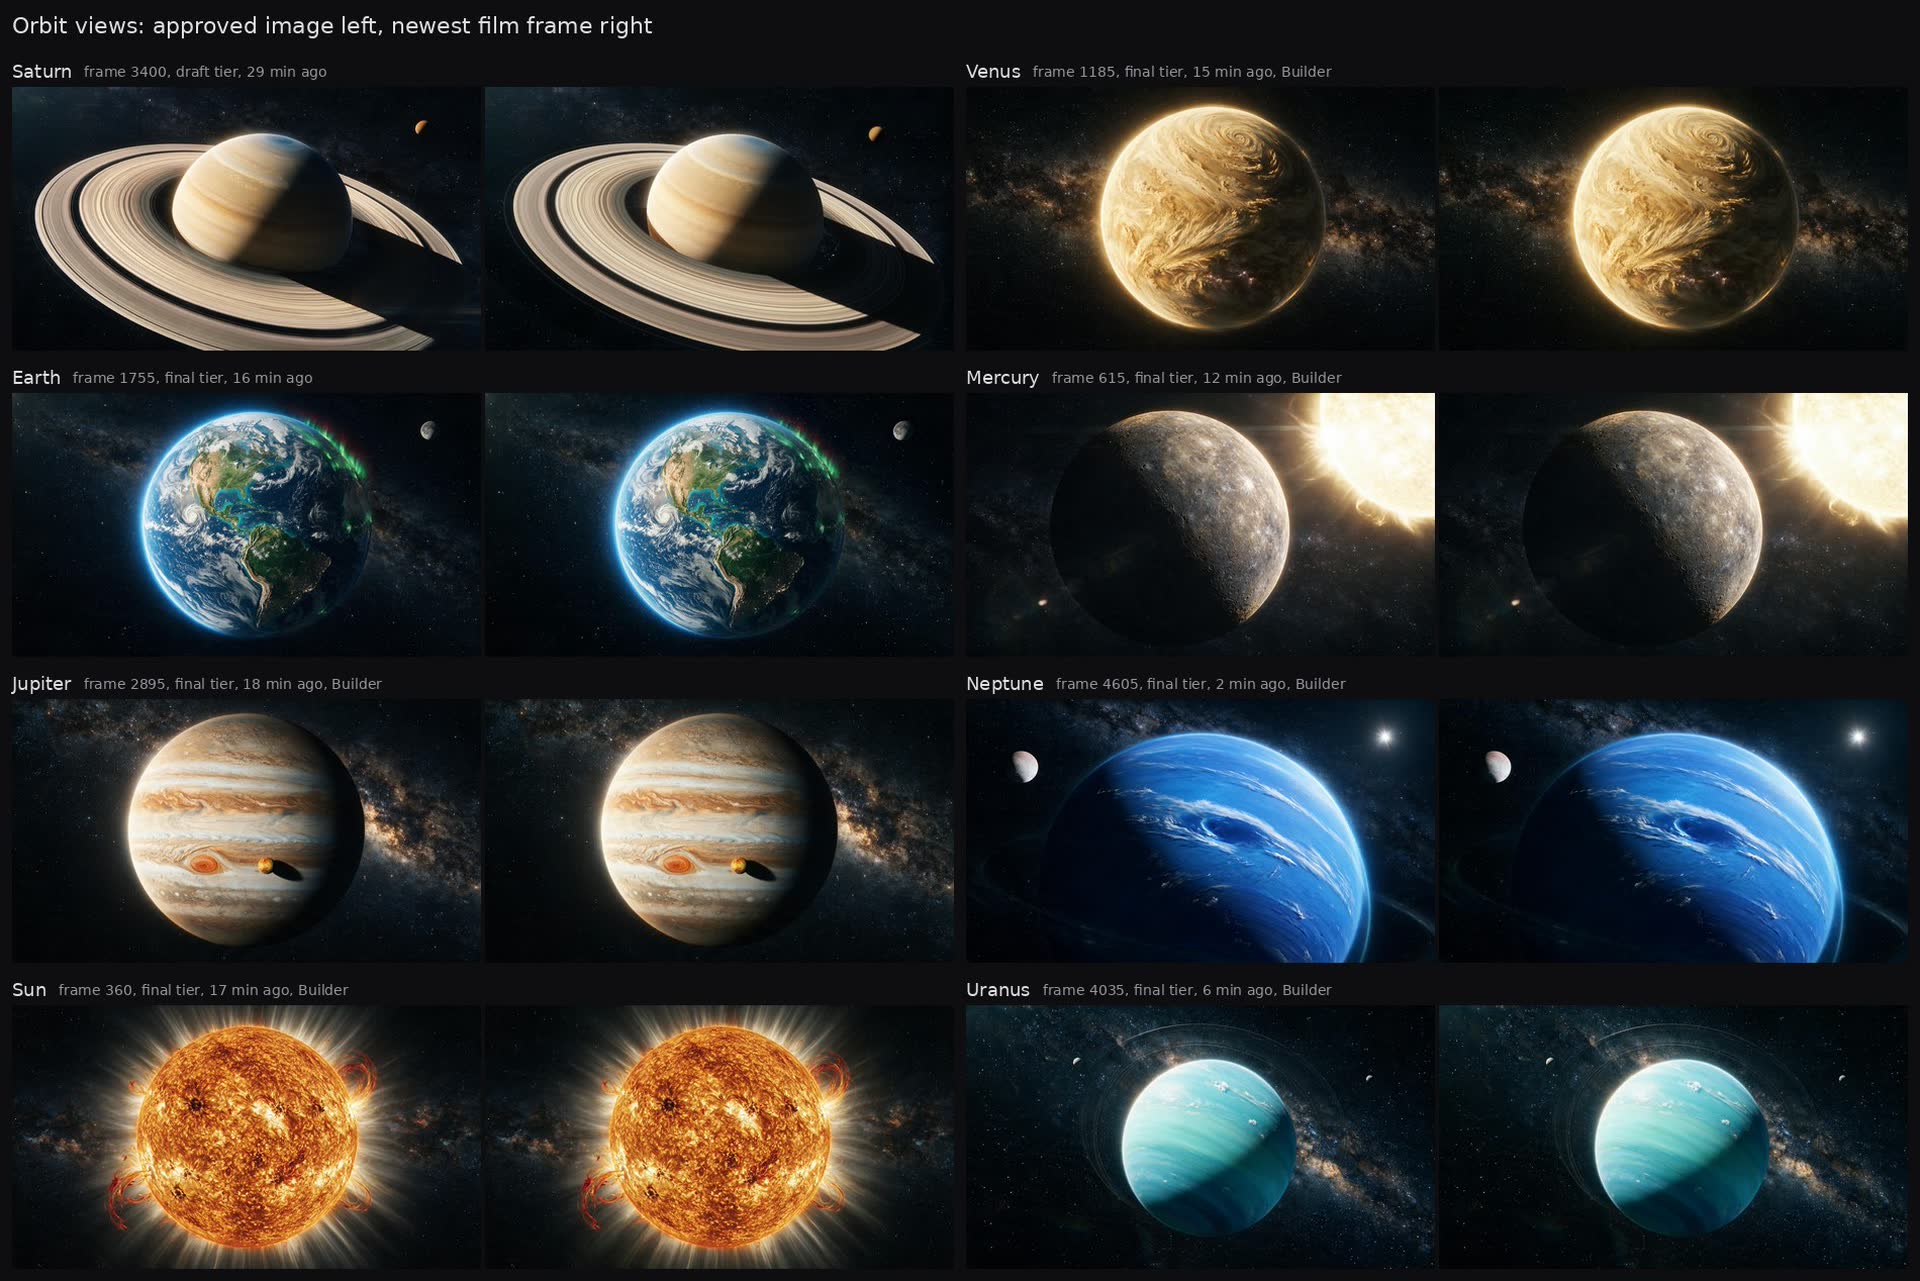 Orbit views: approved image left, newest film frame right
Saturn frame 3400, draft tier, 29 min ago
Venus frame 1185, final tier, 15 min ago, Builder
Earth frame 1755, final tier, 16 min ago
Mercury frame 615, final tier, 12 min ago, Builder
Jupiter frame 2895, final tier, 18 min ago, Builder
Neptune frame 4605, final tier, 2 min ago, Builder
Sun frame 360, final tier, 17 min ago, Builder
Uranus frame 4035, final tier, 6 min ago, Builder